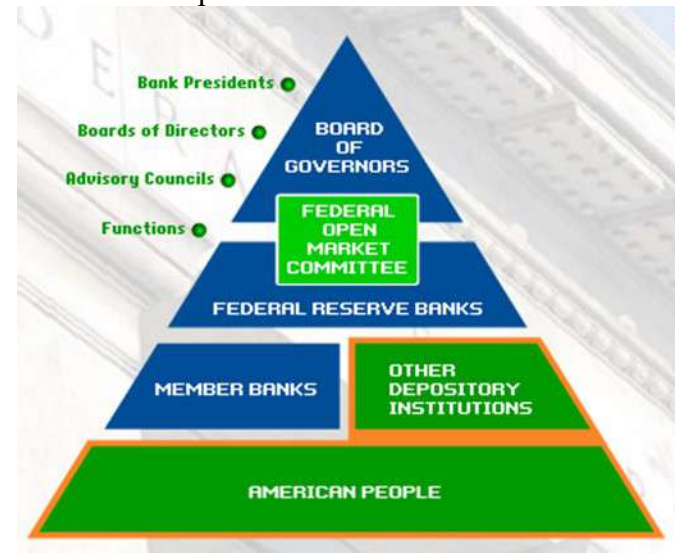 Bank Presidents
Boards of Directors
Advisory Councils
Functions
BOARD
OF
GOVERNORS
FEDERAL
OPEN
MARKET
COMMITTEE
FEDERAL RESERVE BANKS
MEMBER BANKS
OTHER
DEPOSITORY
INSTITUTIONS
AMERICAN PEOPLE